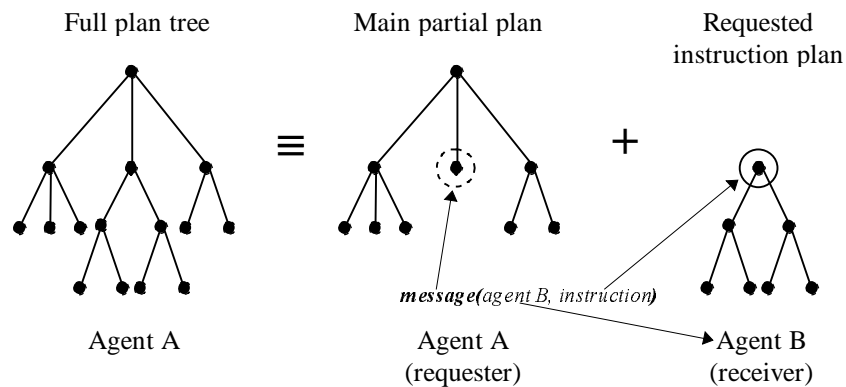 Full plan tree
Main partial plan
Requested
instruction plan
≡
+
message(agent B, instruction)
Agent A
Agent A
(requester)
Agent B
(receiver)